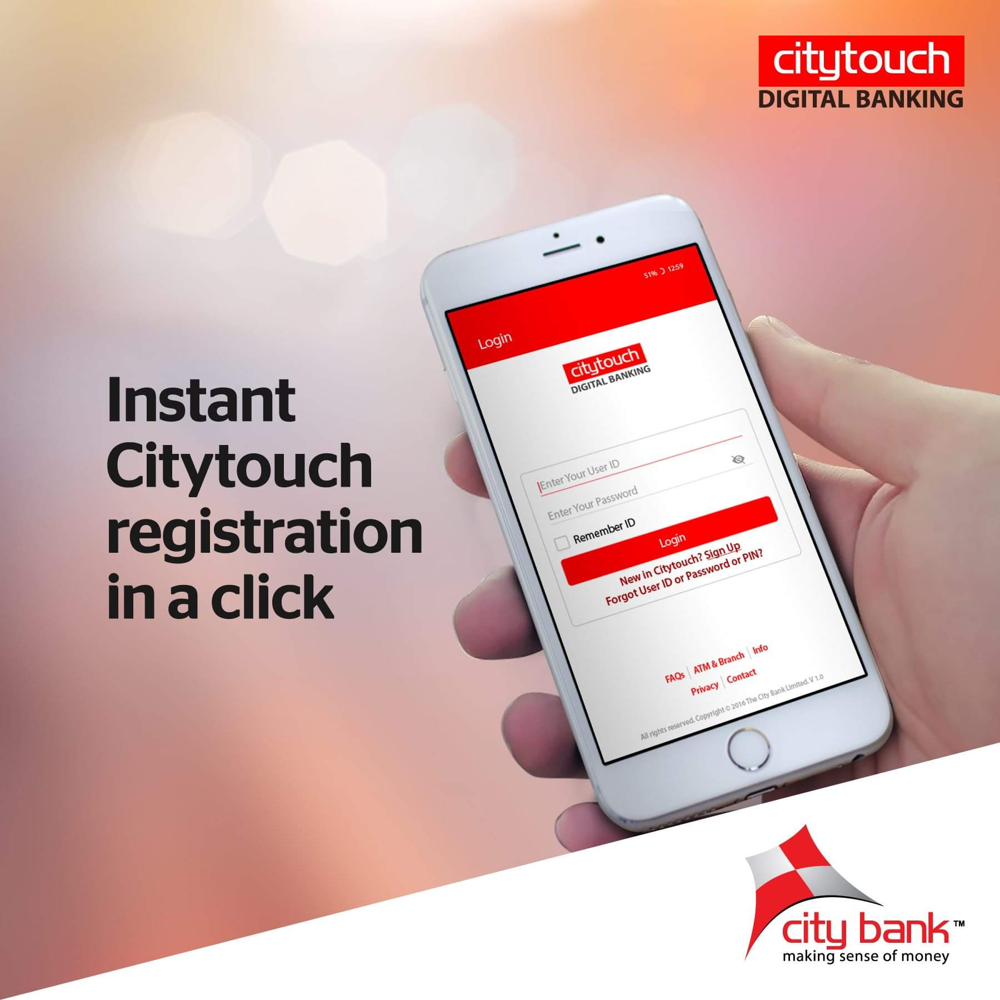 citytouch
DIGITAL BANKING
Instant
Citytouch
registration
in a click
51% 12:59
Login
citytouch
DIGITAL BANKING
Enter Your User ID
Enter Your Password
Remember ID
Login
New in Citytouch? Sign Up
Forgot User ID or Password or PIN?
FAQs | ATM & Branch | Info
Privacy | Contact
All rights reserved. Copyright © 2016 The City Bank Limited. V 1.0
city bank™
making sense of money